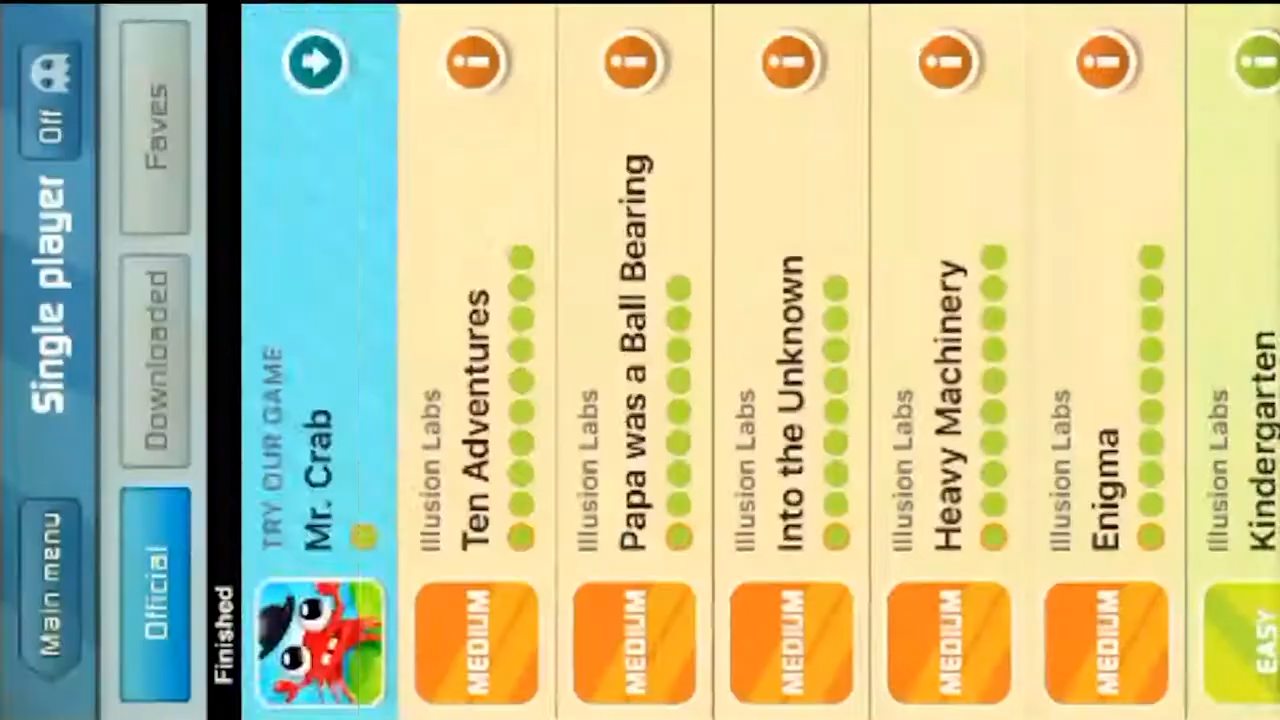 Main menu
Single player
Off
Official
Downloaded
Faves
Finished
TRY OUR GAME
Mr. Crab
MEDIUM
Illusion Labs
Ten Adventures
MEDIUM
Illusion Labs
Papa was a Ball Bearing
MEDIUM
Illusion Labs
Into the Unknown
MEDIUM
Illusion Labs
Heavy Machinery
MEDIUM
Illusion Labs
Enigma
EASY
Illusion Labs
Kindergarten